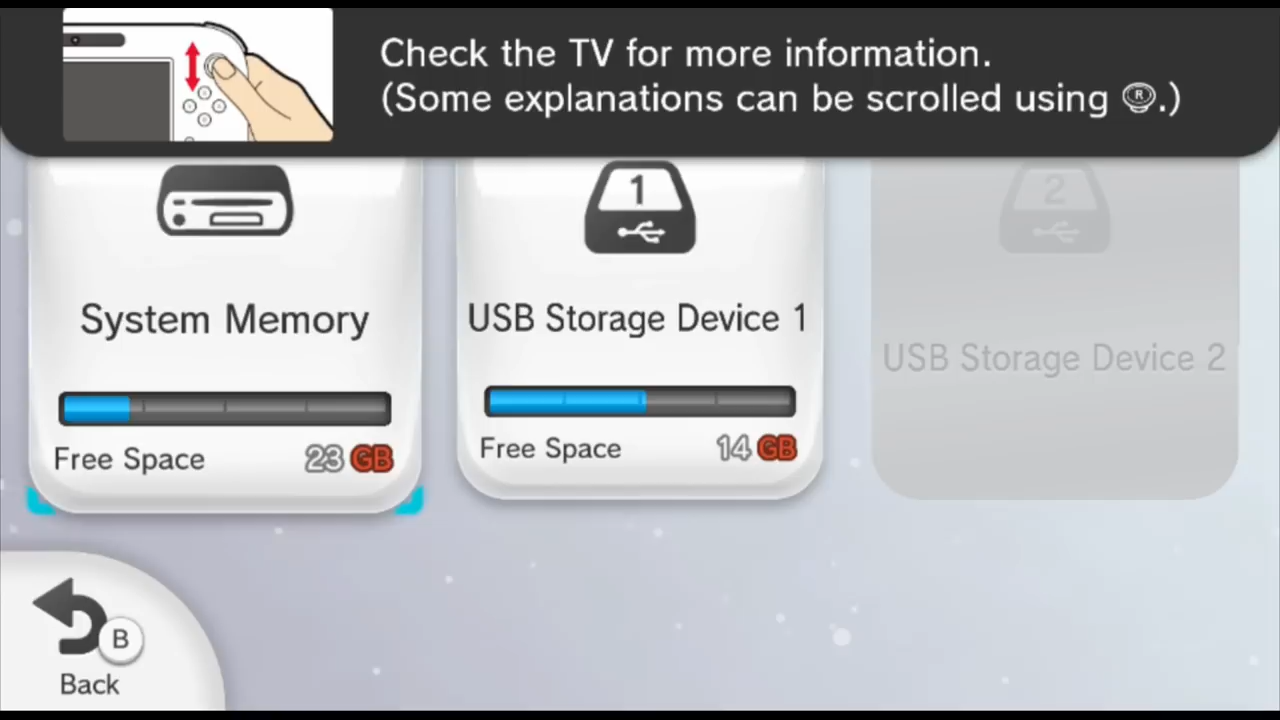 Check the TV for more information.
(Some explanations can be scrolled using R.)
1
2
System Memory
USB Storage Device 1
USB Storage Device 2
Free Space 23 GB
Free Space 14 GB
B
Back